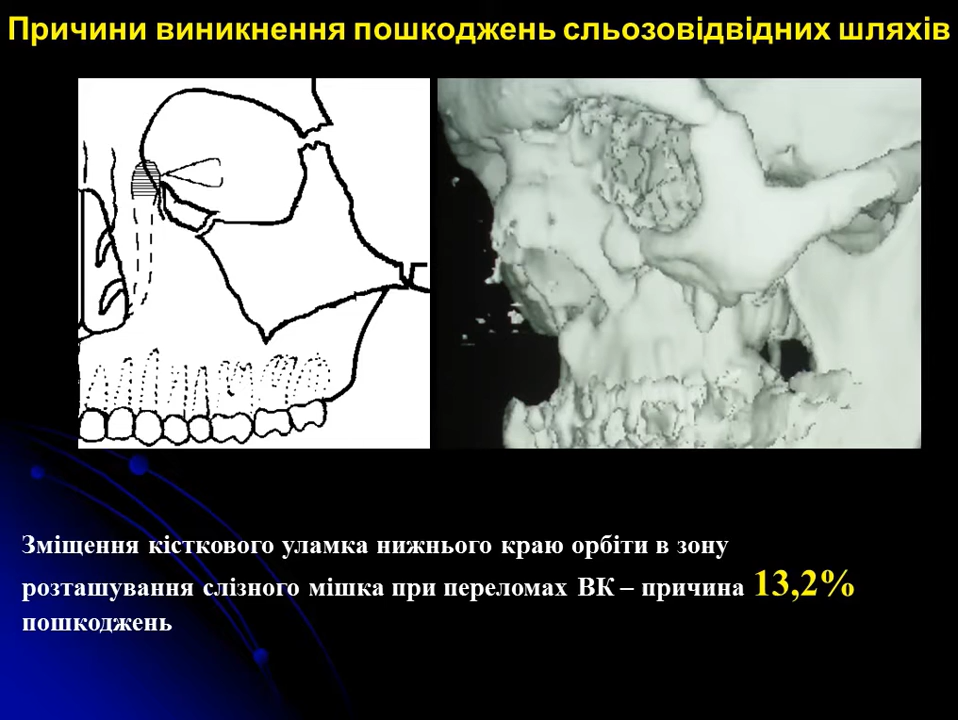 Причини виникнення пошкоджень сльозовідвідних шляхів
Зміщення кісткового уламка нижнього краю орбіти в зону
розташування слізного мішка при переломах ВК – причина 13,2%
пошкоджень